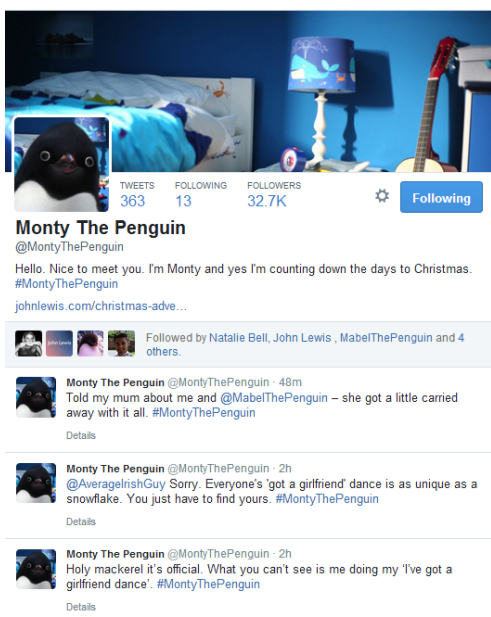 TWEETS FOLLOWING FOLLOWERS
363 13 32.7K
Following
Monty The Penguin
@MontyThePenguin
Hello. Nice to meet you. I'm Monty and yes I'm counting down the days to Christmas.
#MontyThePenguin
johnlewis.com/christmas-adve…
John Lewis
Followed by Natalie Bell, John Lewis , MabelThePenguin and 4
others.
Monty The Penguin @MontyThePenguin · 48m
Told my mum about me and @MabelThePenguin – she got a little carried
away with it all. #MontyThePenguin
Details
Monty The Penguin @MontyThePenguin · 2h
@AverageIrishGuy Sorry. Everyone's 'got a girlfriend' dance is as unique as a
snowflake. You just have to find yours. #MontyThePenguin
Details
Monty The Penguin @MontyThePenguin · 2h
Holy mackerel it's official. What you can't see is me doing my 'I've got a
girlfriend dance'. #MontyThePenguin
Details